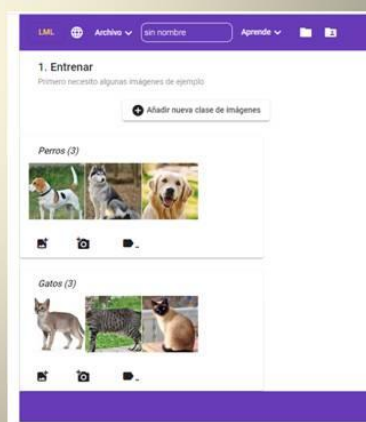 LML Archivo sin nombre Aprende
1. Entrenar
Primero necesito algunas imágenes de ejemplo
Añadir nueva clase de imágenes
Perros (3)
Gatos (3)